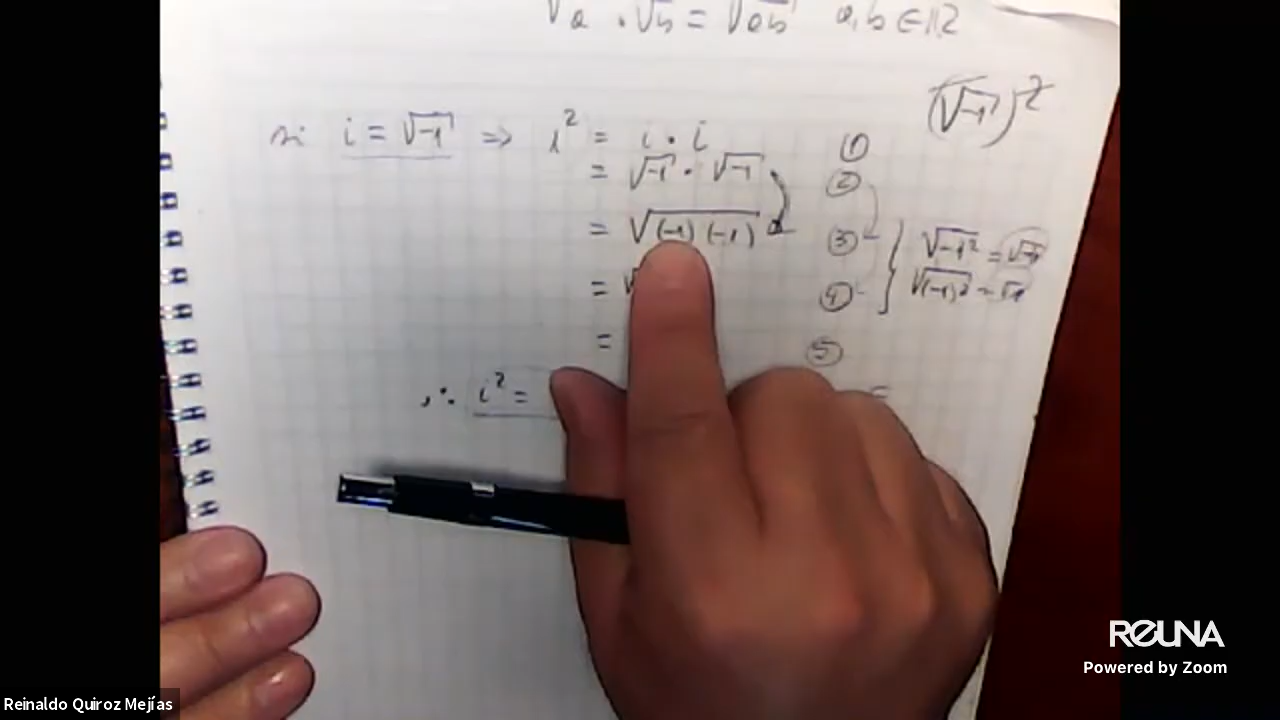 √a · √b = √ab a, b ∈ ℝ
(√-1)²
si i = √-1 ⇒ i² = i · i ①
= √-1 · √-1 ②
= √(-1)(-1) ③
√-1² = √-1
= √ ④
√(-1)² = √1
= ⑤
∴ i² =
=
REUNA
Powered by Zoom
Reinaldo Quiroz Mejías